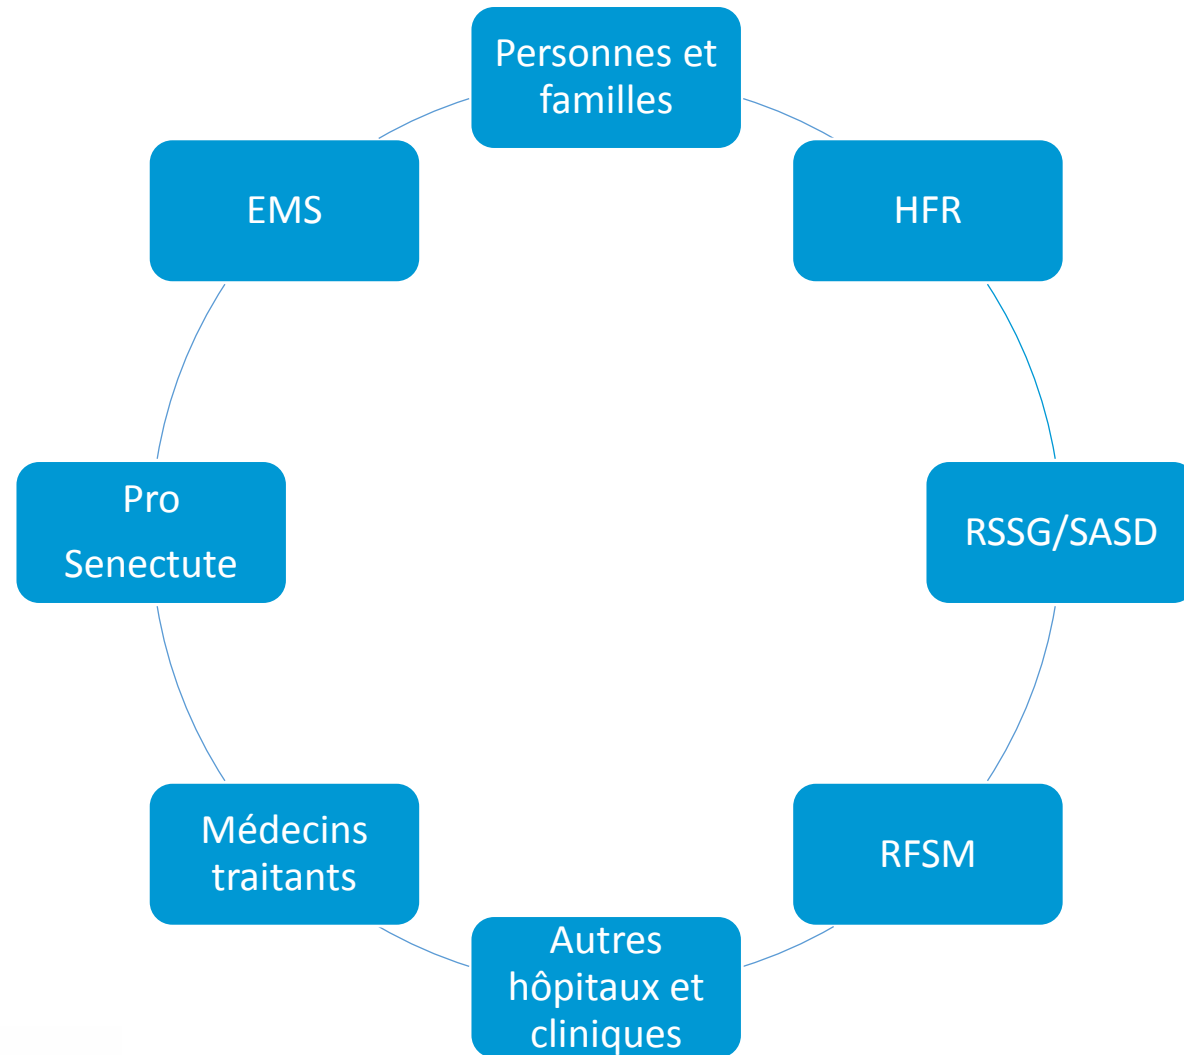 Personnes et
familles
HFR
RSSG/SASD
RFSM
Autres
hôpitaux et
cliniques
Médecins
traitants
Pro
Senectute
EMS